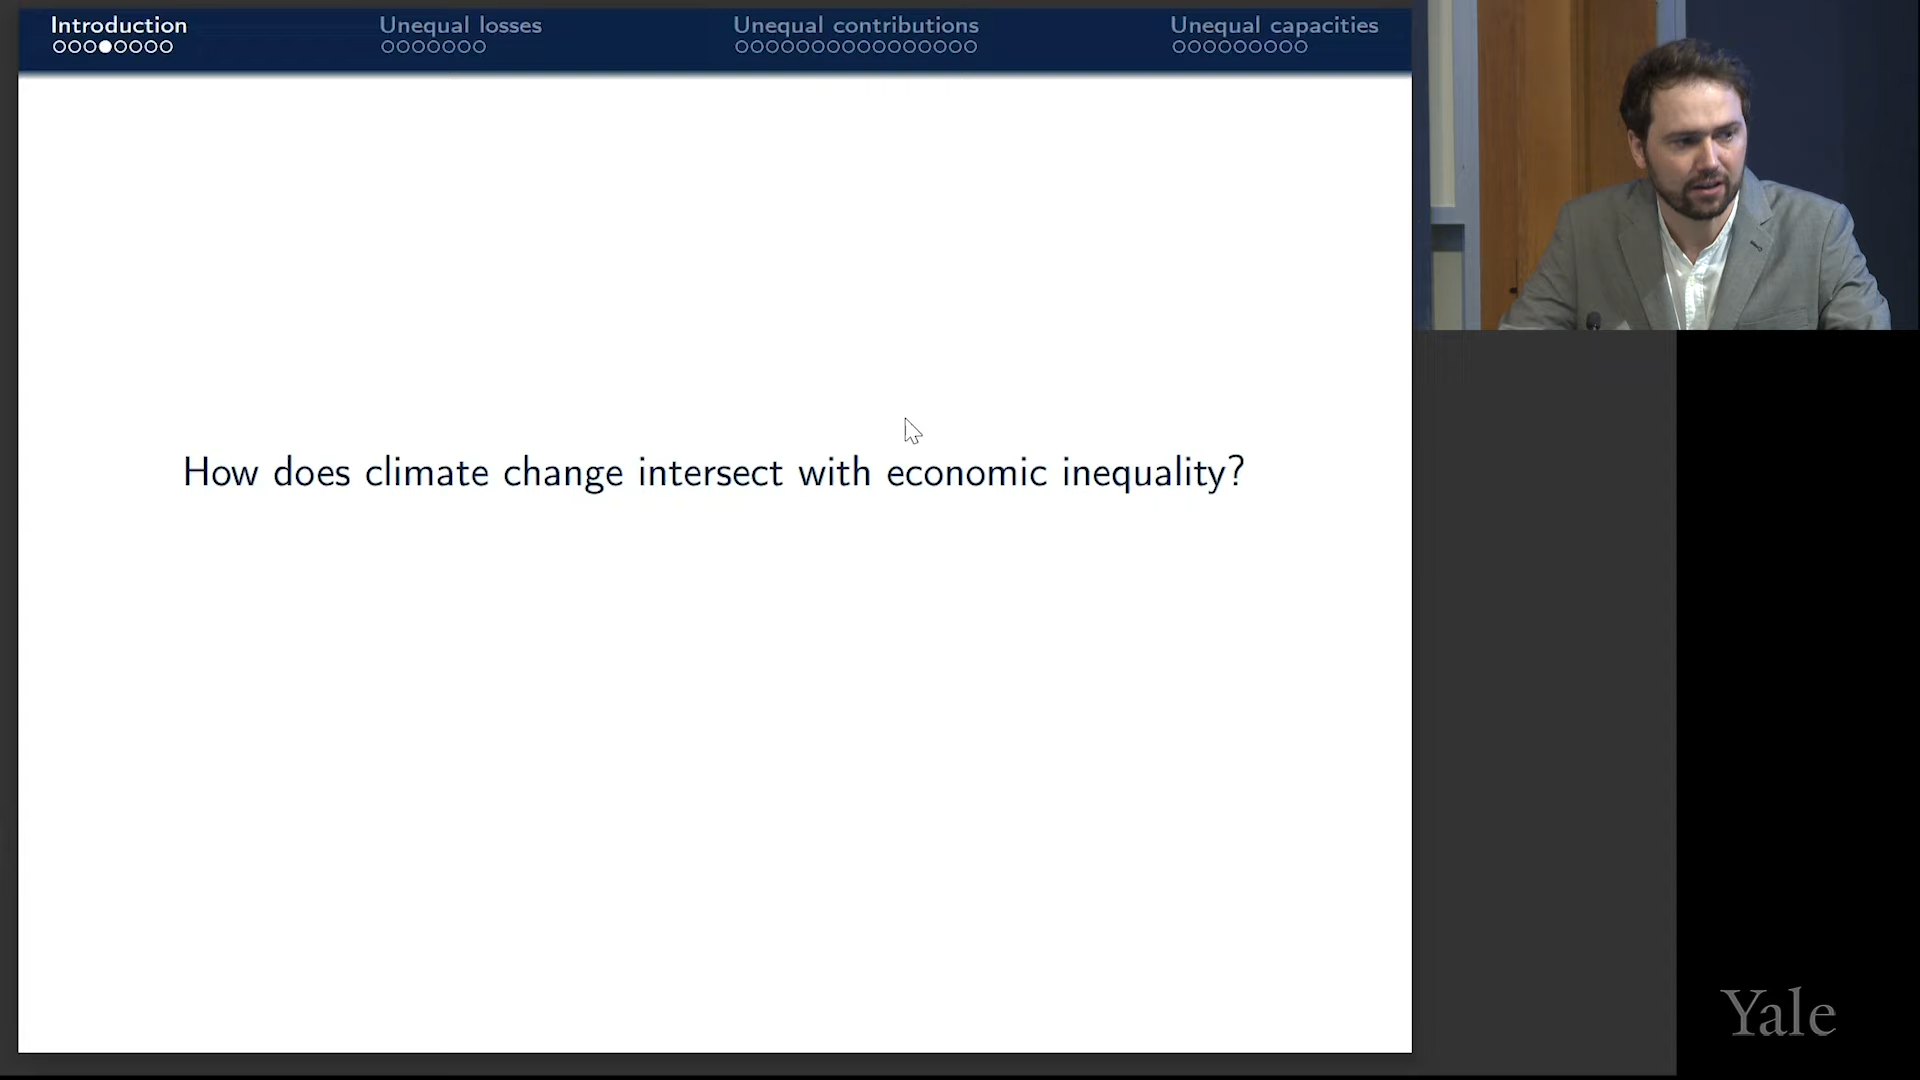 Introduction
Unequal losses
Unequal contributions
Unequal capacities
How does climate change intersect with economic inequality?
Yale